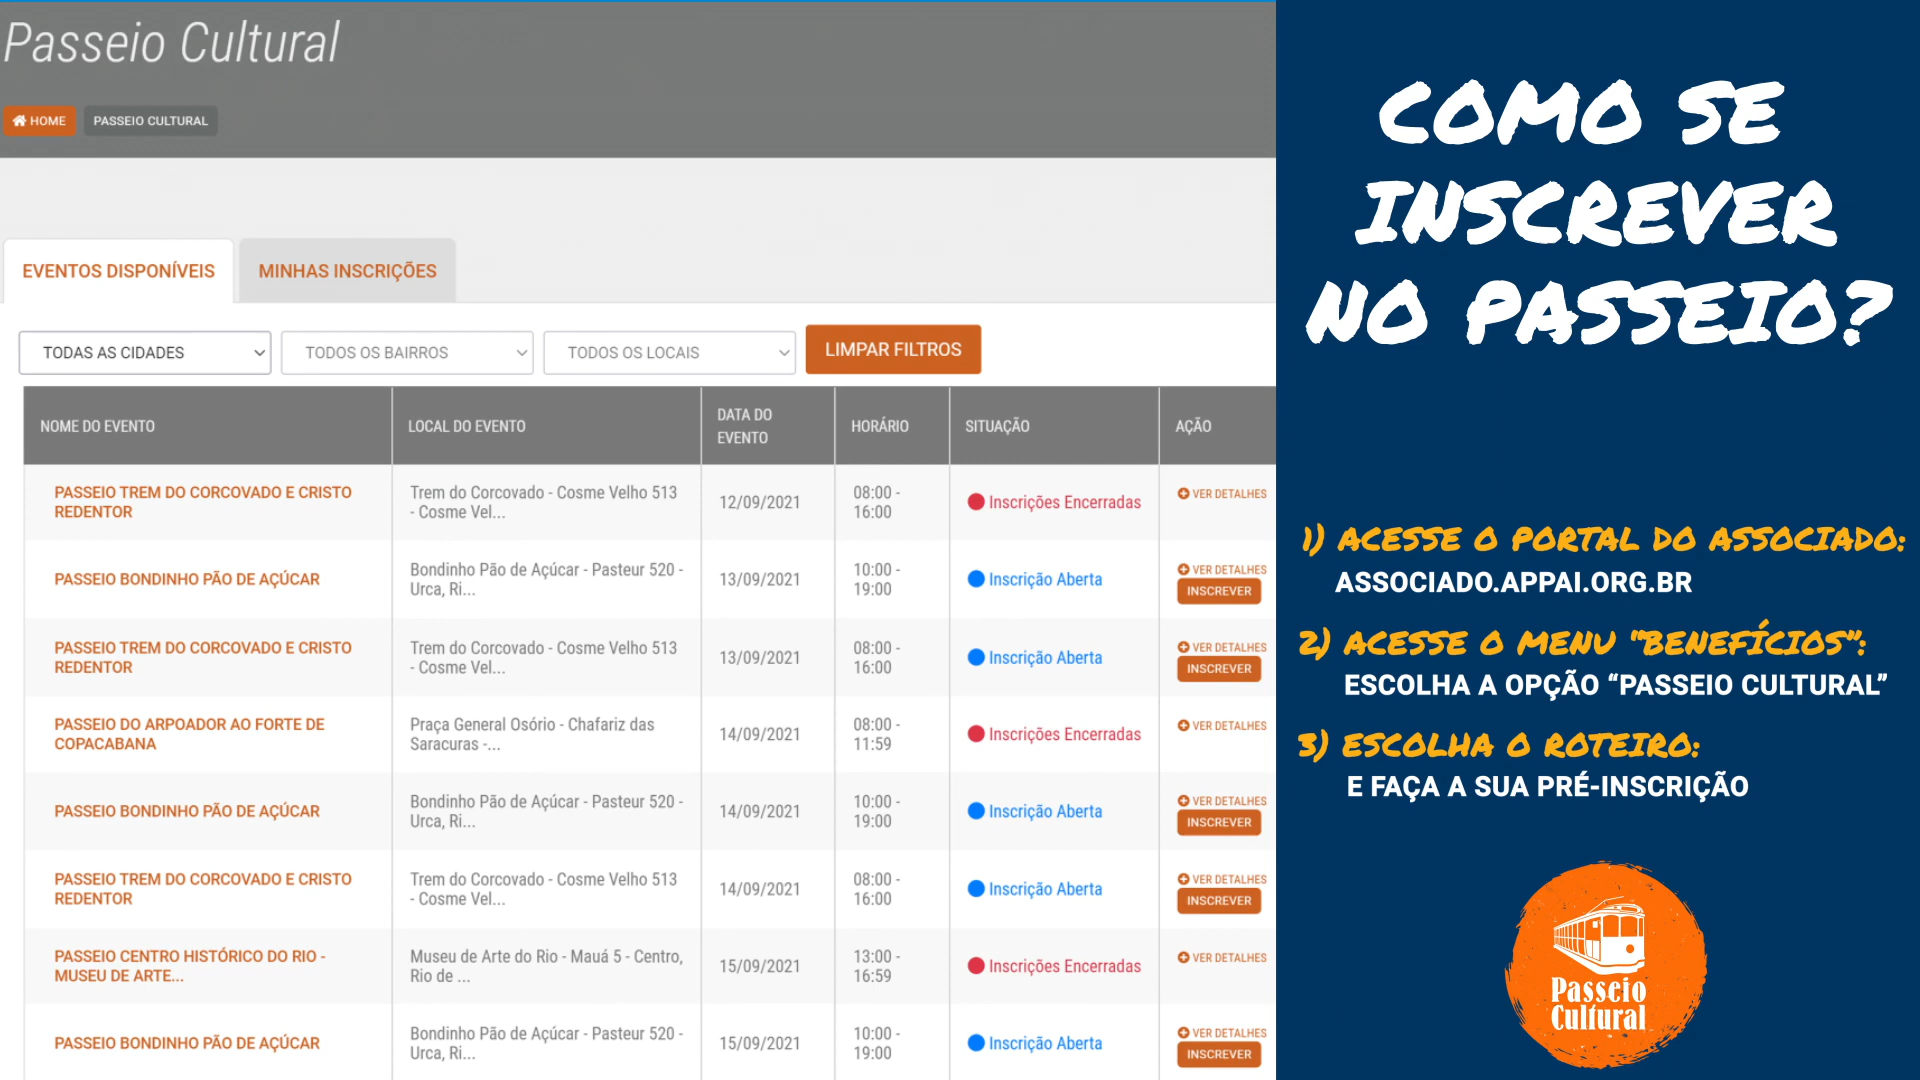 Passeio Cultural
HOME
PASSEIO CULTURAL
EVENTOS DISPONÍVEIS
MINHAS INSCRIÇÕES
TODAS AS CIDADES
TODOS OS BAIRROS
TODOS OS LOCAIS
LIMPAR FILTROS
NOME DO EVENTO
LOCAL DO EVENTO
DATA DO
EVENTO
HORÁRIO
SITUAÇÃO
AÇÃO
PASSEIO TREM DO CORCOVADO E CRISTO
REDENTOR
Trem do Corcovado - Cosme Velho 513
- Cosme Vel...
12/09/2021
08:00 -
16:00
Inscrições Encerradas
VER DETALHES
PASSEIO BONDINHO PÃO DE AÇÚCAR
Bondinho Pão de Açúcar - Pasteur 520 -
Urca, Ri...
13/09/2021
10:00 -
19:00
Inscrição Aberta
VER DETALHES
INSCREVER
PASSEIO TREM DO CORCOVADO E CRISTO
REDENTOR
Trem do Corcovado - Cosme Velho 513
- Cosme Vel...
13/09/2021
08:00 -
16:00
Inscrição Aberta
VER DETALHES
INSCREVER
PASSEIO DO ARPOADOR AO FORTE DE
COPACABANA
Praça General Osório - Chafariz das
Saracuras -...
14/09/2021
08:00 -
11:59
Inscrições Encerradas
VER DETALHES
PASSEIO BONDINHO PÃO DE AÇÚCAR
Bondinho Pão de Açúcar - Pasteur 520 -
Urca, Ri...
14/09/2021
10:00 -
19:00
Inscrição Aberta
VER DETALHES
INSCREVER
PASSEIO TREM DO CORCOVADO E CRISTO
REDENTOR
Trem do Corcovado - Cosme Velho 513
- Cosme Vel...
14/09/2021
08:00 -
16:00
Inscrição Aberta
VER DETALHES
INSCREVER
PASSEIO CENTRO HISTÓRICO DO RIO -
MUSEU DE ARTE...
Museu de Arte do Rio - Mauá 5 - Centro,
Rio de ...
15/09/2021
13:00 -
16:59
Inscrições Encerradas
VER DETALHES
PASSEIO BONDINHO PÃO DE AÇÚCAR
Bondinho Pão de Açúcar - Pasteur 520 -
Urca, Ri...
15/09/2021
10:00 -
19:00
Inscrição Aberta
VER DETALHES
INSCREVER
COMO SE
INSCREVER
NO PASSEIO?
1) ACESSE O PORTAL DO ASSOCIADO:
ASSOCIADO.APPAI.ORG.BR
2) ACESSE O MENU “BENEFÍCIOS”:
ESCOLHA A OPÇÃO “PASSEIO CULTURAL”
3) ESCOLHA O ROTEIRO:
E FAÇA A SUA PRÉ-INSCRIÇÃO
Passeio
Cultural